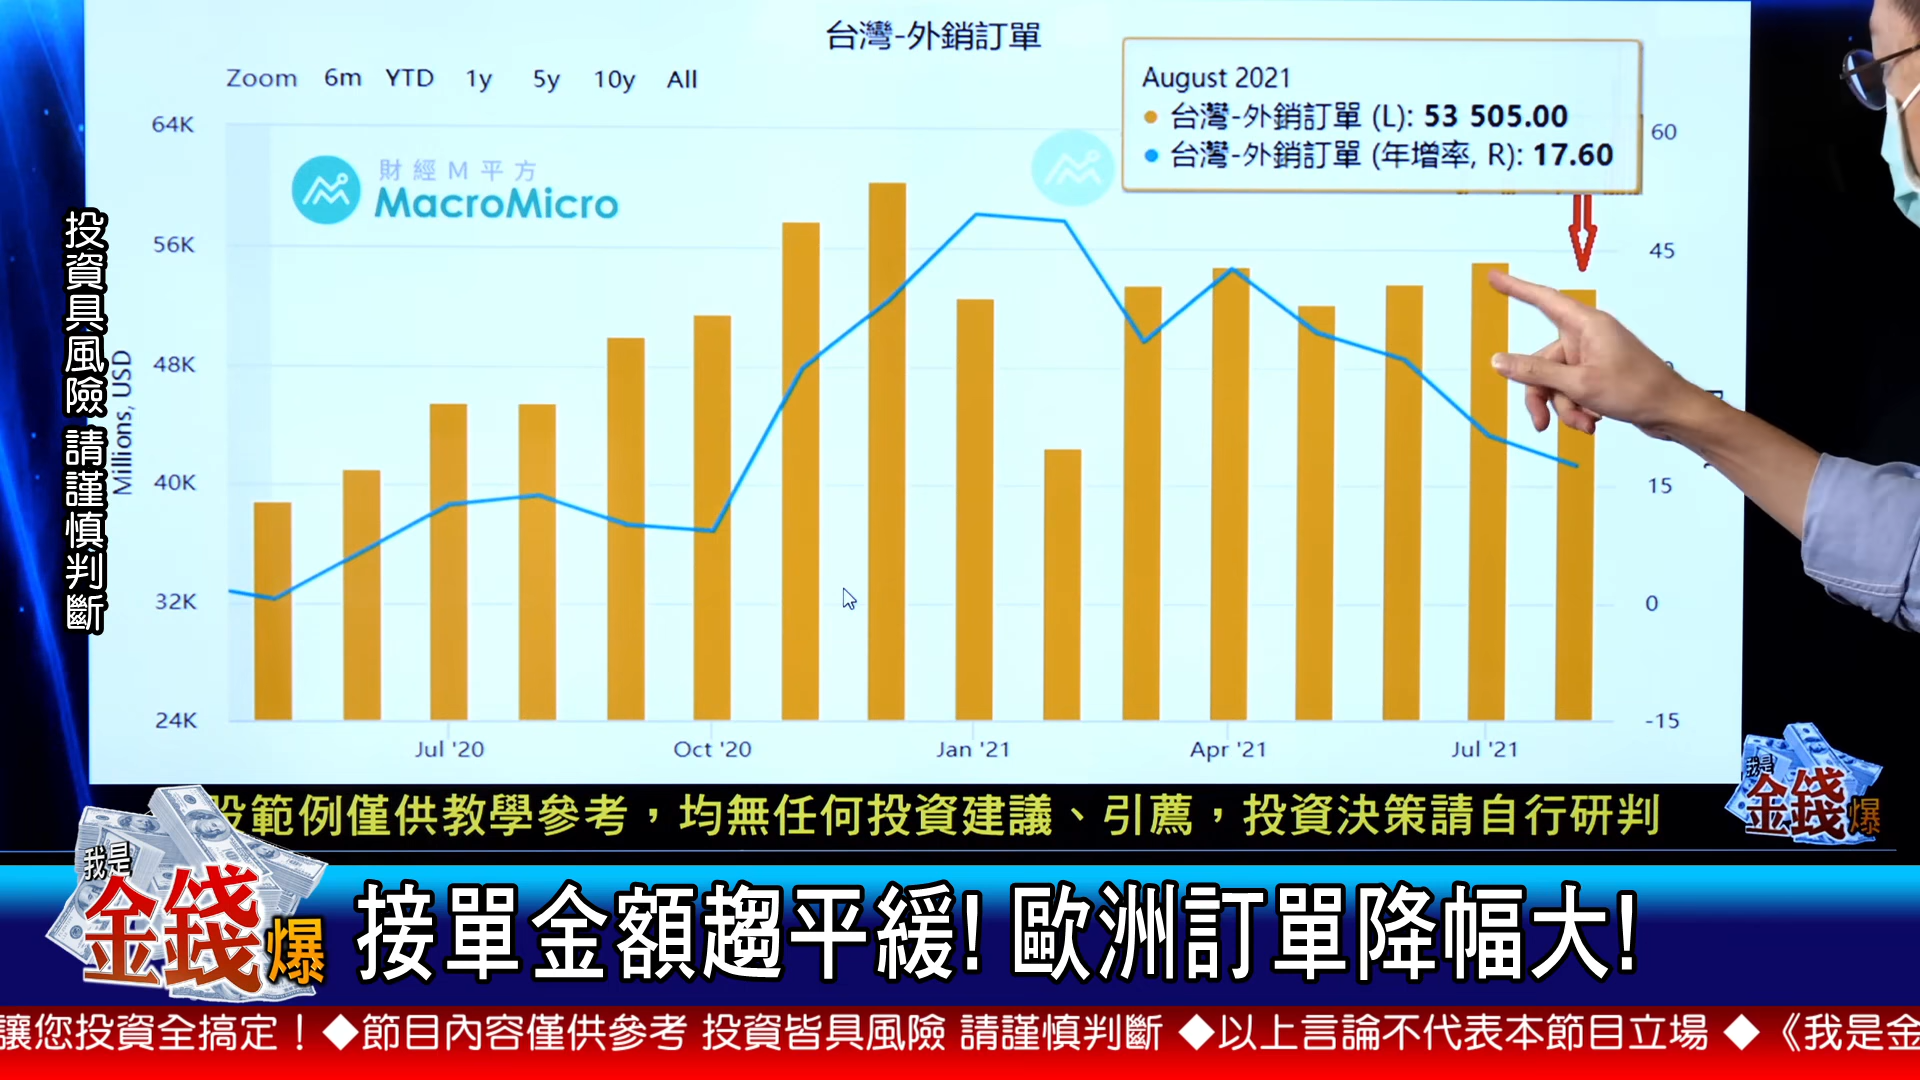 台灣-外銷訂單
Zoom 6m YTD 1y 5y 10y All
August 2021
台灣-外銷訂單 (L): 53 505.00
台灣-外銷訂單 (年增率, R): 17.60
財經M平方
MacroMicro
64K
56K
48K
40K
32K
24K
Millions, USD
60
45
15
0
-15
Jul '20
Oct '20
Jan '21
Apr '21
Jul '21
投資具風險 請謹慎判斷
範例僅供教學參考，均無任何投資建議、引薦，投資決策請自行研判
我是
金錢爆
我是
金錢爆
接單金額趨平緩! 歐洲訂單降幅大!
讓您投資全搞定！◆節目內容僅供參考 投資皆具風險 請謹慎判斷 ◆以上言論不代表本節目立場 ◆《我是金